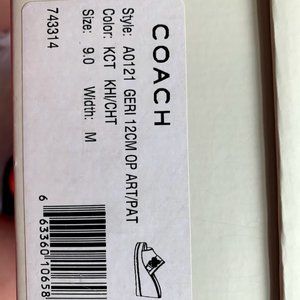 COACH
Style: A0121 GERI 12CM OP ART/PAT
Color: KCT KHI/CHT
Size: 9.0 Width: M
743314
6 63360 10658